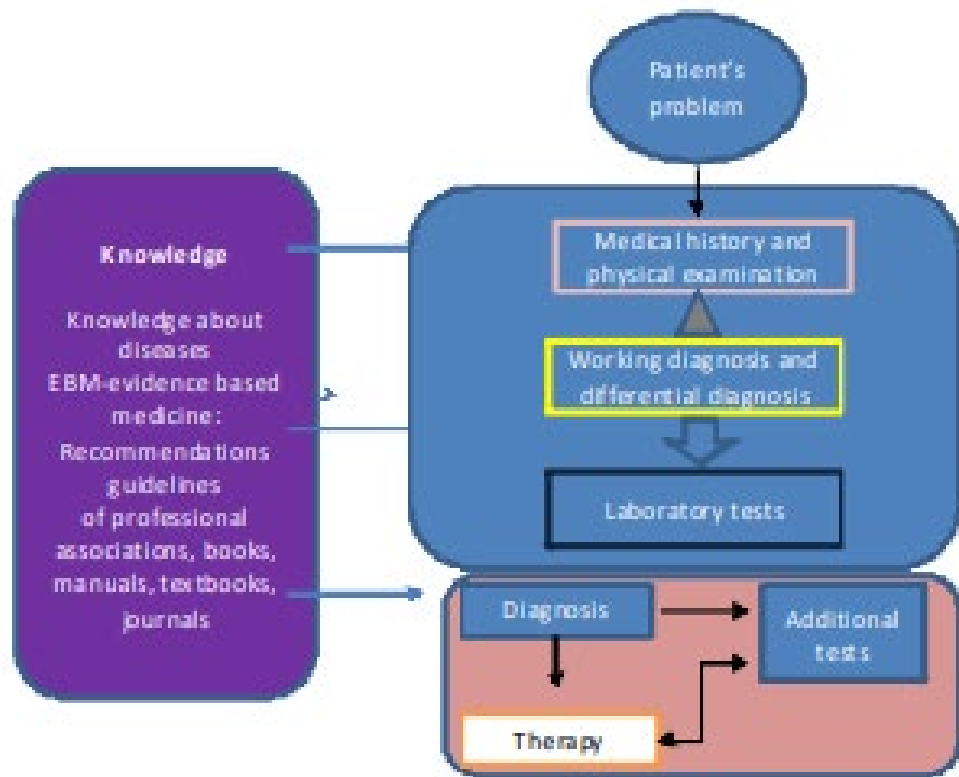 Patient's
problem
Knowledge
Knowledge about
diseases
EBM-evidence based
medicine:
Recommendations
guidelines
of professional
associations, books,
manuals, textbooks,
journals
Medical history and
physical examination
Working diagnosis and
differential diagnosis
Laboratory tests
Diagnosis
Additional
tests
Therapy